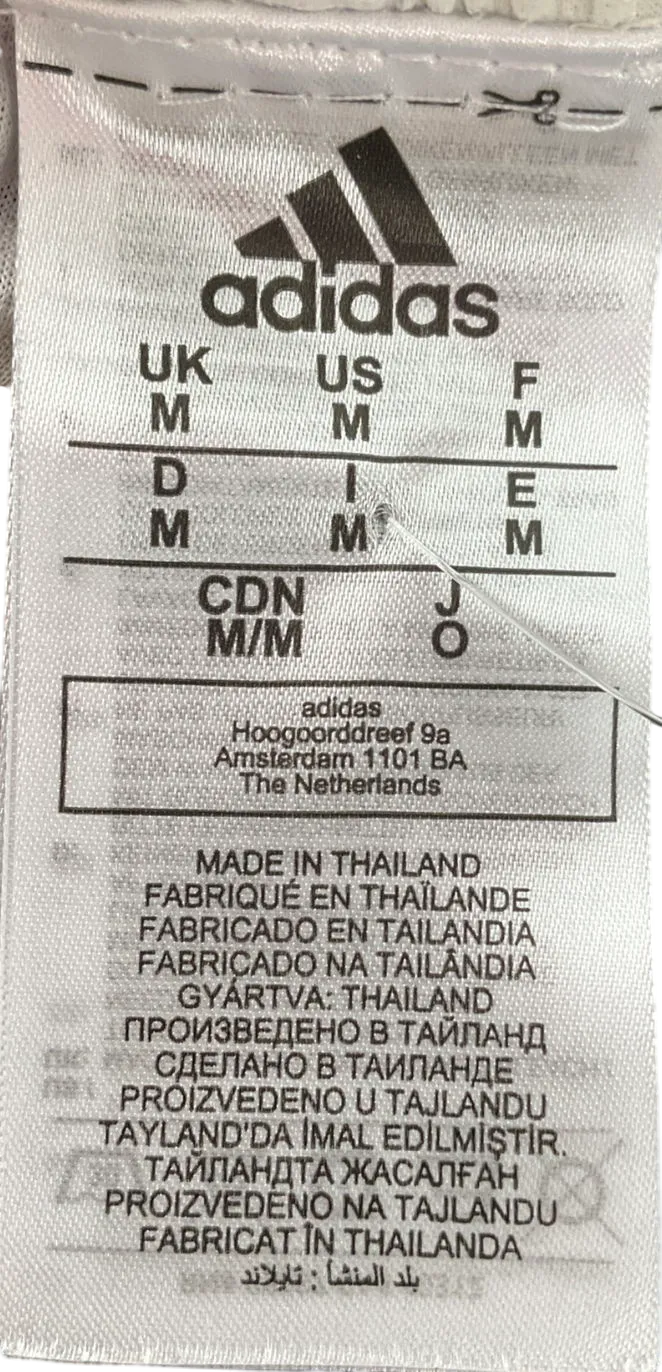 adidas
UK US F
M M M
D I E
M M M
CDN J
M/M O
adidas
Hoogoorddreef 9a
Amsterdam 1101 BA
The Netherlands
MADE IN THAILAND
FABRIQUÉ EN THAÏLANDE
FABRICADO EN TAILANDIA
FABRICADO NA TAILÂNDIA
GYÁRTVA: THAILAND
ПРОИЗВЕДЕНО В ТАЙЛАНД
СДЕЛАНО В ТАИЛАНДЕ
PROIZVEDENO U TAJLANDU
TAYLAND'DA İMAL EDİLMİŞTİR.
ТАЙЛАНДТА ЖАСАЛҒАН
PROIZVEDENO NA TAJLANDU
FABRICAT ÎN THAILANDA
بلد المنشأ : تايلاند